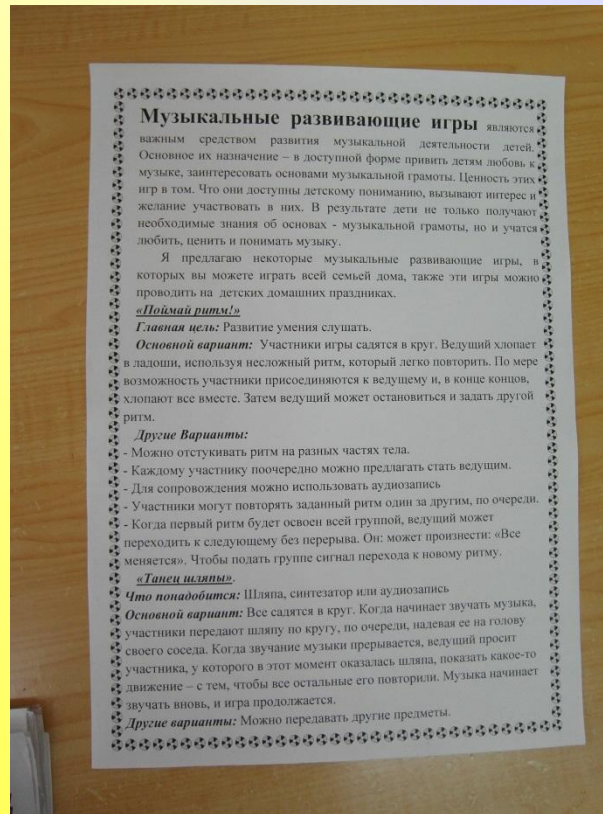 Музыкальные развивающие игры являются
важным средством развития музыкальной деятельности детей.
Основное их назначение – в доступной форме привить детям любовь к
музыке, заинтересовать основами музыкальной грамоты. Ценность этих
игр в том. Что они доступны детскому пониманию, вызывают интерес и
желание участвовать в них. В результате дети не только получают
необходимые знания об основах - музыкальной грамоты, но и учатся
любить, ценить и понимать музыку.
Я предлагаю некоторые музыкальные развивающие игры, в
которых вы можете играть всей семьей дома, также эти игры можно
проводить на детских домашних праздниках.
«Поймай ритм!»
Главная цель: Развитие умения слушать.
Основной вариант: Участники игры садятся в круг. Ведущий хлопает
в ладоши, используя несложный ритм, который легко повторить. По мере
возможность участники присоединяются к ведущему и, в конце концов,
хлопают все вместе. Затем ведущий может остановиться и задать другой
ритм.
Другие Варианты:
- Можно отстукивать ритм на разных частях тела.
- Каждому участнику поочередно можно предлагать стать ведущим.
- Для сопровождения можно использовать аудиозапись
- Участники могут повторять заданный ритм один за другим, по очереди.
- Когда первый ритм будет освоен всей группой, ведущий может
переходить к следующему без перерыва. Он: может произнести: «Все
меняется». Чтобы подать группе сигнал перехода к новому ритму.
«Танец шляпы».
Что понадобится: Шляпа, синтезатор или аудиозапись
Основной вариант: Все садятся в круг. Когда начинает звучать музыка,
участники передают шляпу по кругу, по очереди, надевая ее на голову
своего соседа. Когда звучание музыки прерывается, ведущий просит
участника, у которого в этот момент оказалась шляпа, показать какое-то
движение – с тем, чтобы все остальные его повторили. Музыка начинает
звучать вновь, и игра продолжается.
Другие варианты: Можно передавать другие предметы.